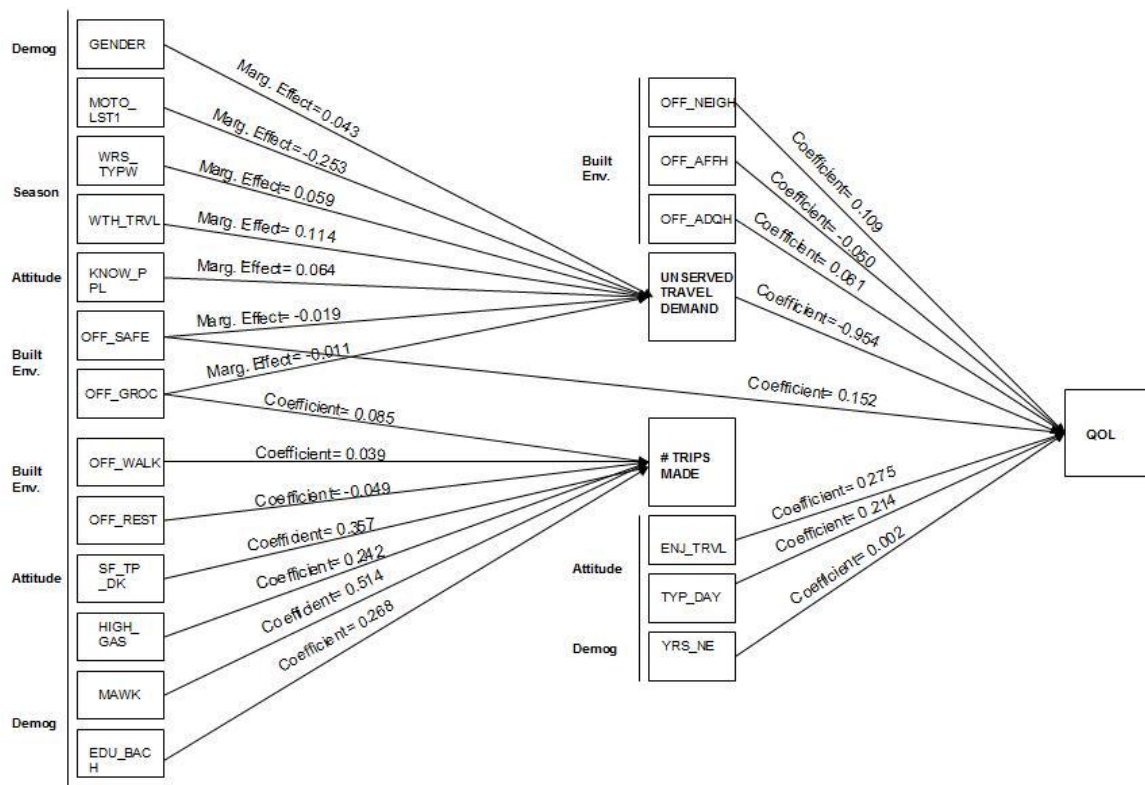 Demog
GENDER
MOTO_
LST1
Season
WRS_
TYPW
WTH_TRVL
Attitude
KNOW_P
PL
Built
Env.
OFF_SAFE
OFF_GROC
Built
Env.
OFF_WALK
OFF_REST
Attitude
SF_TP
_DK
HIGH_
GAS
Demog
MAWK
EDU_BAC
H
Marg. Effect= 0.043
Marg. Effect= -0.253
Marg. Effect= 0.059
Marg. Effect= 0.114
Marg. Effect= 0.064
Marg. Effect= -0.019
Marg. Effect= -0.011
Coefficient= 0.085
Coefficient= 0.039
Coefficient= -0.049
Coefficient= 0.357
Coefficient= 0.242
Coefficient= 0.514
Coefficient= 0.268
Built
Env.
OFF_NEIGH
OFF_AFFH
OFF_ADQH
UNSERVED
TRAVEL
DEMAND
# TRIPS
MADE
Attitude
ENJ_TRVL
TYP_DAY
Demog
YRS_NE
Coefficient= 0.109
Coefficient= -0.050
Coefficient= 0.061
Coefficient= -0.954
Coefficient= 0.152
Coefficient= 0.275
Coefficient= 0.214
Coefficient= 0.002
QOL